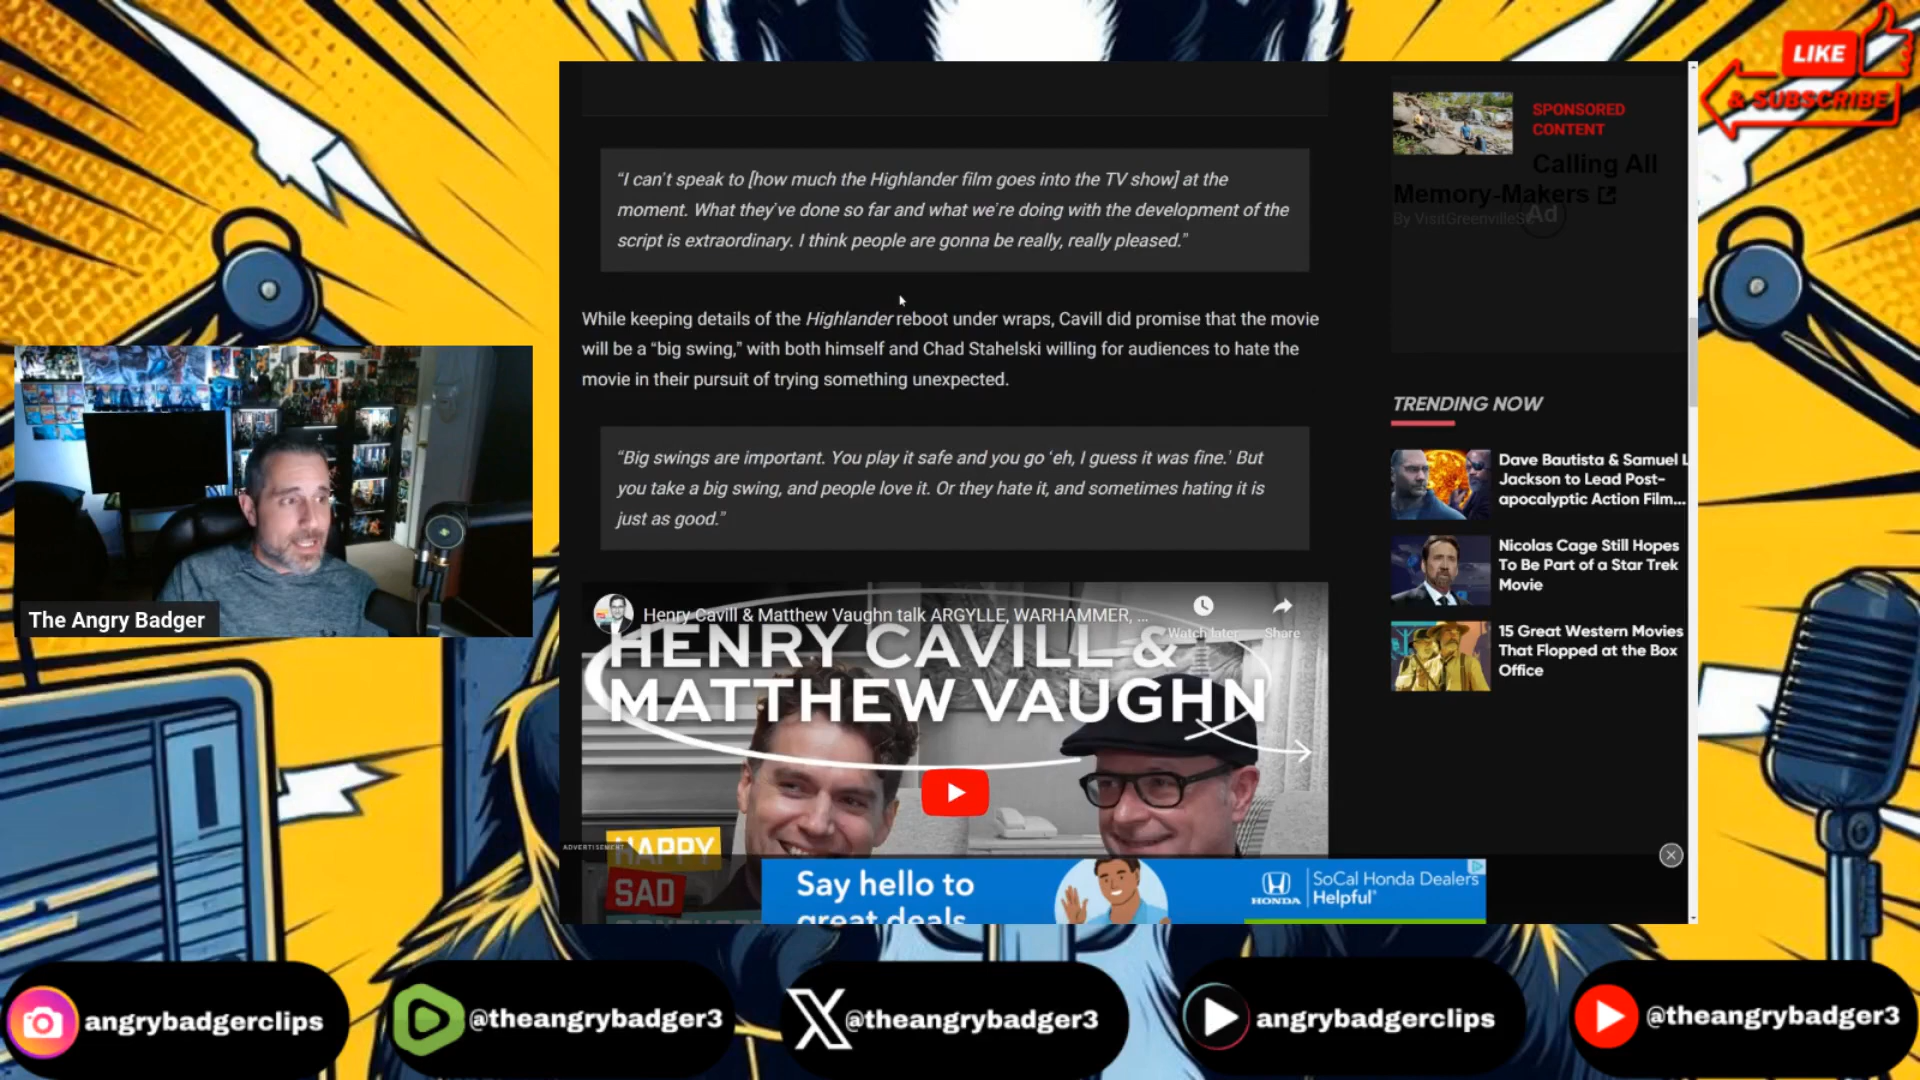 LIKE
& SUBSCRIBE
SPONSORED
CONTENT
Calling All
Memory-Makers
By VisitGreenvilleS
Ad
“I can’t speak to [how much the Highlander film goes into the TV show] at the
moment. What they’ve done so far and what we’re doing with the development of the
script is extraordinary. I think people are gonna be really, really pleased.”
While keeping details of the Highlander reboot under wraps, Cavill did promise that the movie
will be a “big swing,” with both himself and Chad Stahelski willing for audiences to hate the
movie in their pursuit of trying something unexpected.
“Big swings are important. You play it safe and you go ‘eh, I guess it was fine.’ But
you take a big swing, and people love it. Or they hate it, and sometimes hating it is
just as good.”
TRENDING NOW
Dave Bautista & Samuel L
Jackson to Lead Post-
apocalyptic Action Film...
Nicolas Cage Still Hopes
To Be Part of a Star Trek
Movie
15 Great Western Movies
That Flopped at the Box
Office
The Angry Badger
Henry Cavill & Matthew Vaughn talk ARGYLLE, WARHAMMER, ...
Watch later
Share
HENRY CAVILL &
MATTHEW VAUGHN
HAPPY
SAD
ADVERTISEMENT
Say hello to
great deals
HONDA
SoCal Honda Dealers
Helpful
angrybadgerclips
@theangrybadger3
@theangrybadger3
angrybadgerclips
@theangrybadger3